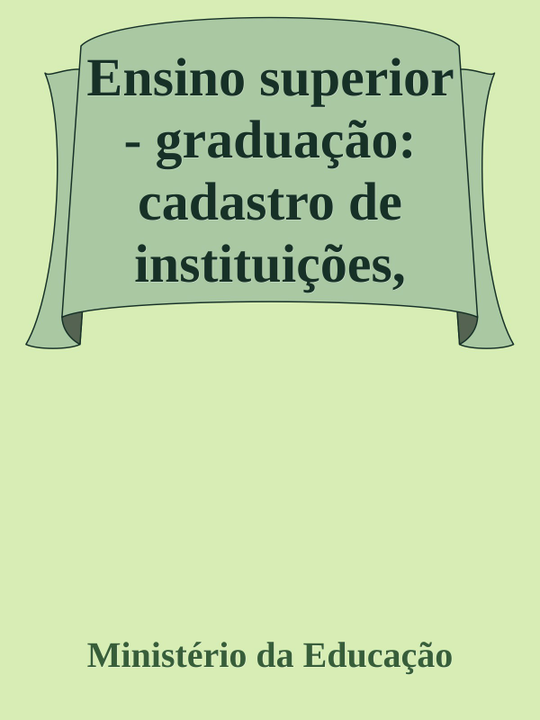 Ensino superior
- graduação:
cadastro de
instituições,
Ministério da Educação